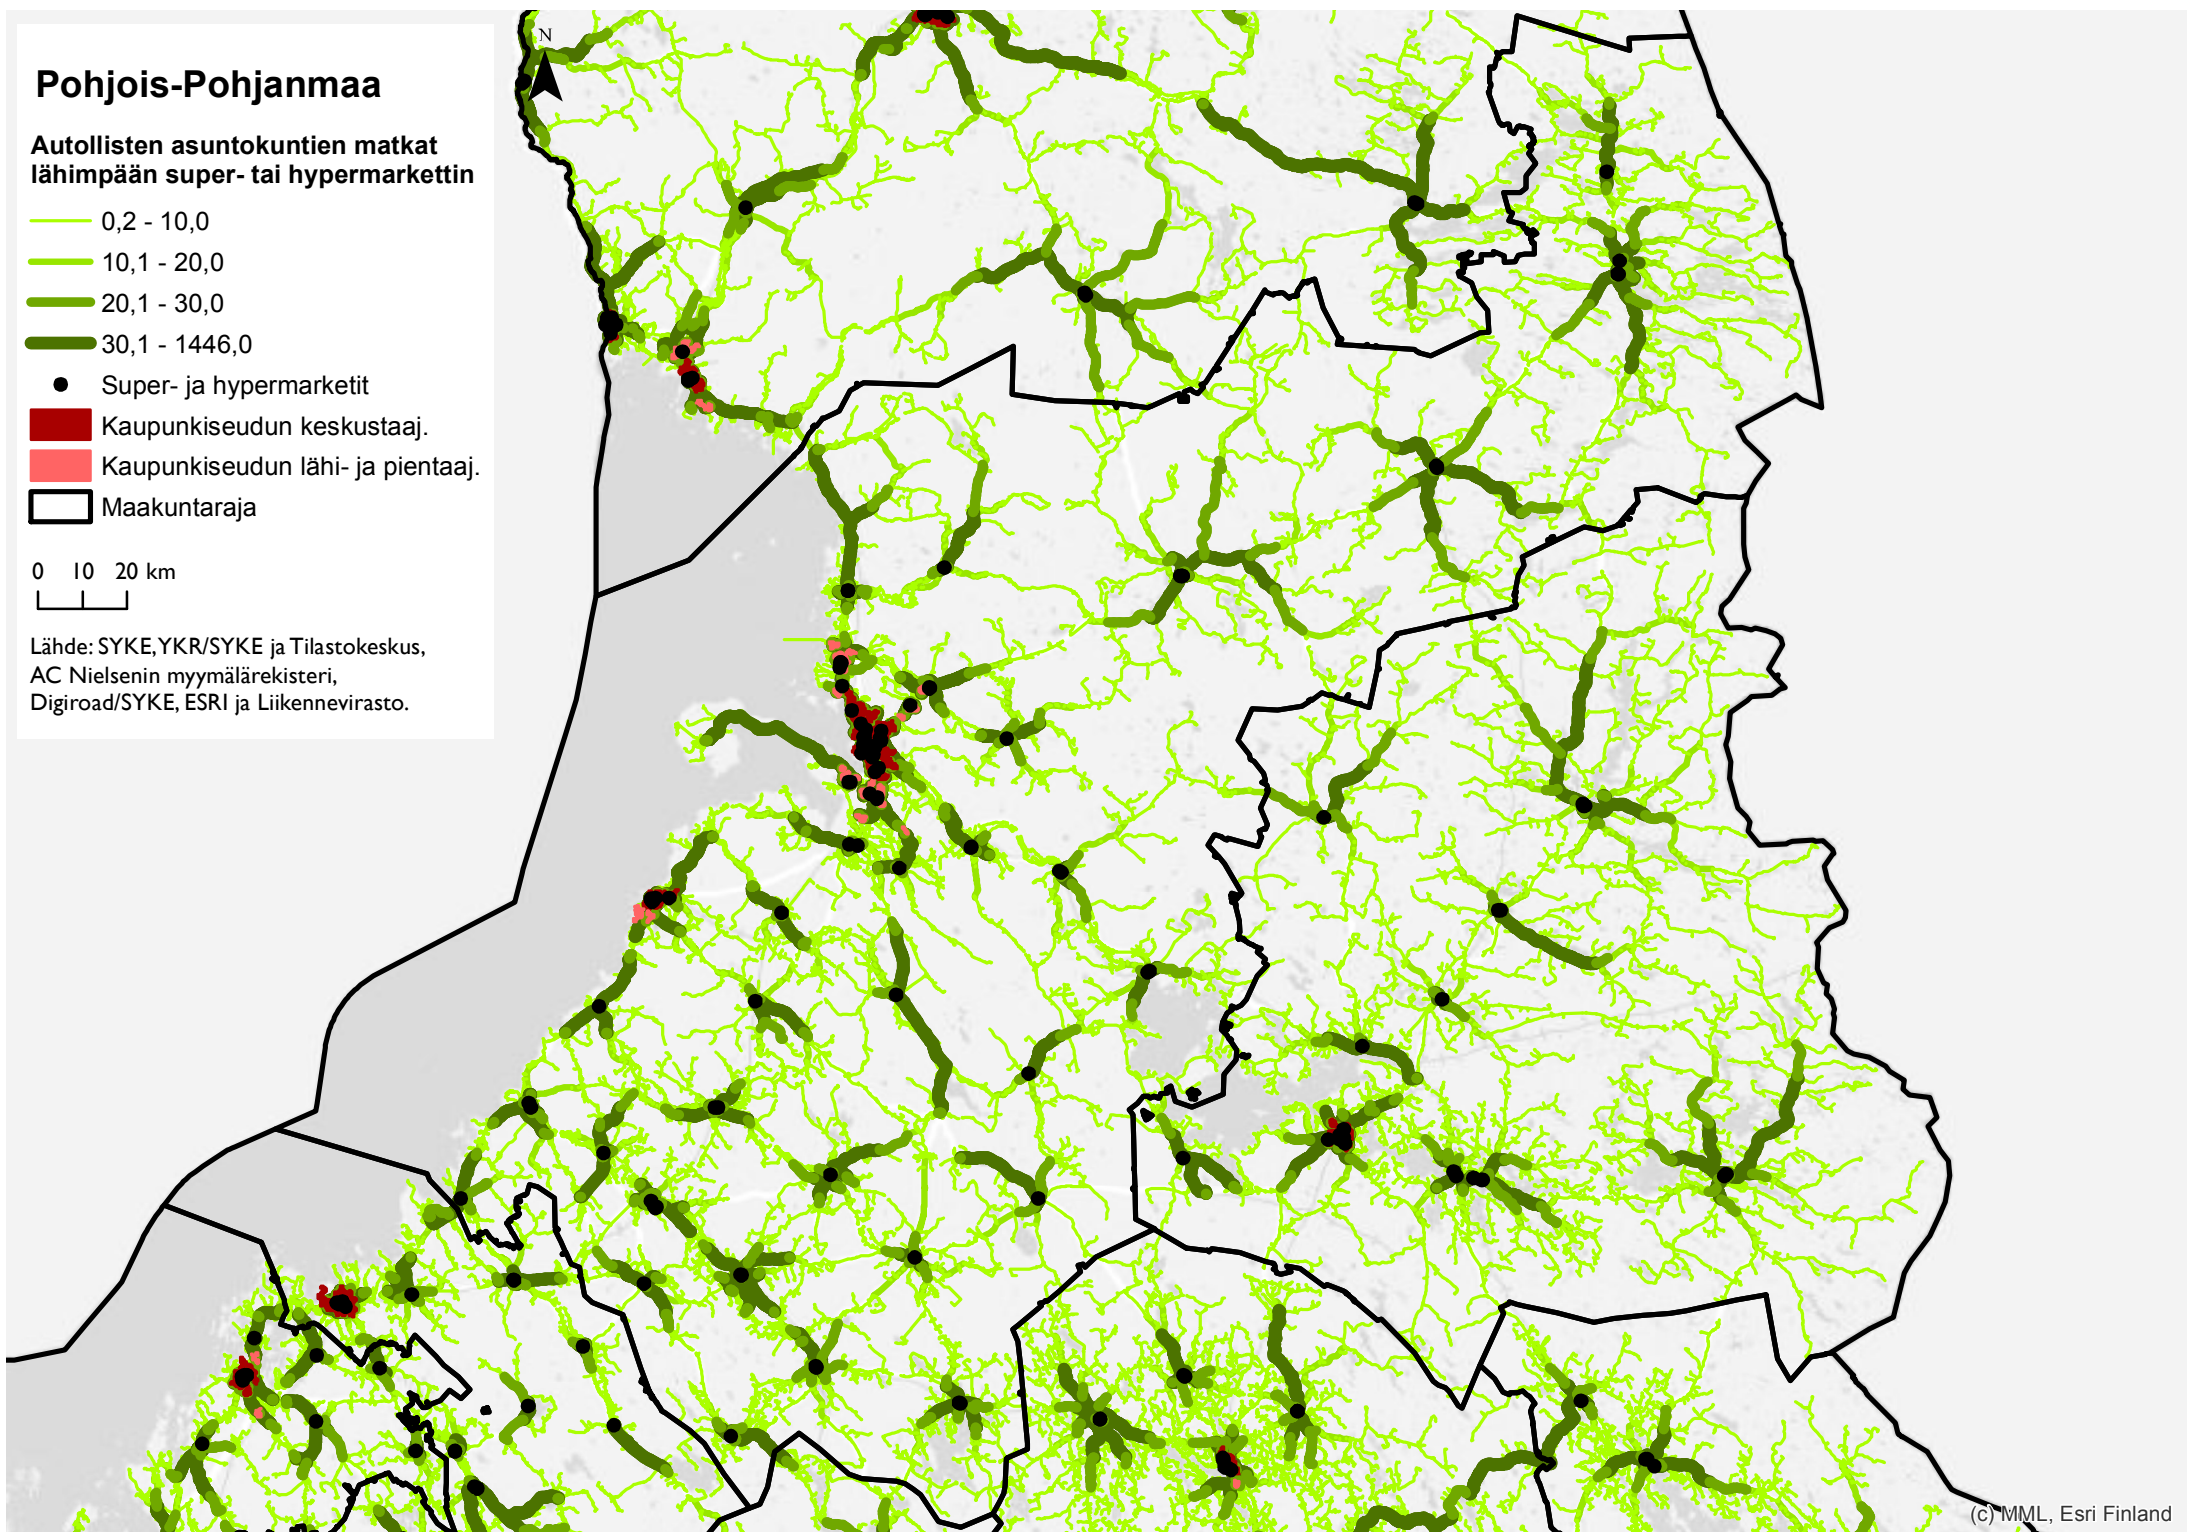 N
Pohjois-Pohjanmaa
Autollisten asuntokuntien matkat
lähimpään super- tai hypermarkettin
0,2 - 10,0
10,1 - 20,0
20,1 - 30,0
30,1 - 1446,0
Super- ja hypermarketit
Kaupunkiseudun keskustaaj.
Kaupunkiseudun lähi- ja pientaaj.
Maakuntaraja
0 10 20 km
Lähde: SYKE, YKR/SYKE ja Tilastokeskus,
AC Nielsenin myymälärekisteri,
Digiroad/SYKE, ESRI ja Liikennevirasto.
(c) MML, Esri Finland